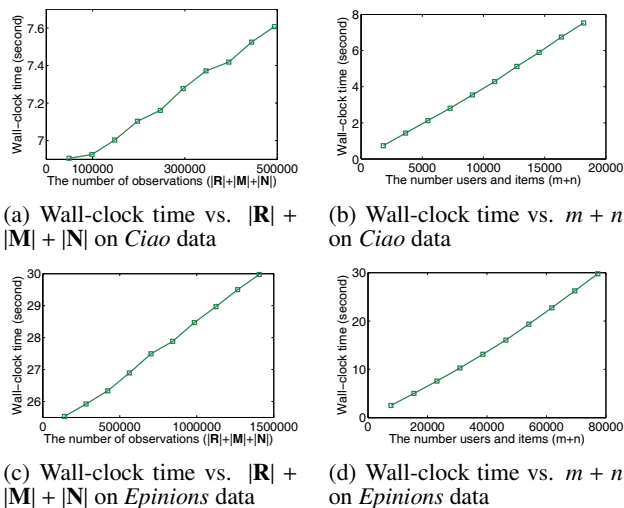 Wall−clock time (second)
7.6
7.4
7.2
7
0
100000
300000
500000
The number of observations (|R|+|M|+|N|)
(a) Wall-clock time vs. |R| +
|M| + |N| on Ciao data
Wall−clock time (second)
8
6
4
2
0
0
5000
10000
15000
20000
The number users and items (m+n)
(b) Wall-clock time vs. m + n
on Ciao data
Wall−clock time (second)
30
29
28
27
26
0
500000
1000000
1500000
The number of observations (|R|+|M|+|N|)
(c) Wall-clock time vs. |R| +
|M| + |N| on Epinions data
Wall−clock time (second)
30
20
10
0
0
20000
40000
60000
80000
The number users and items (m+n)
(d) Wall-clock time vs. m + n
on Epinions data